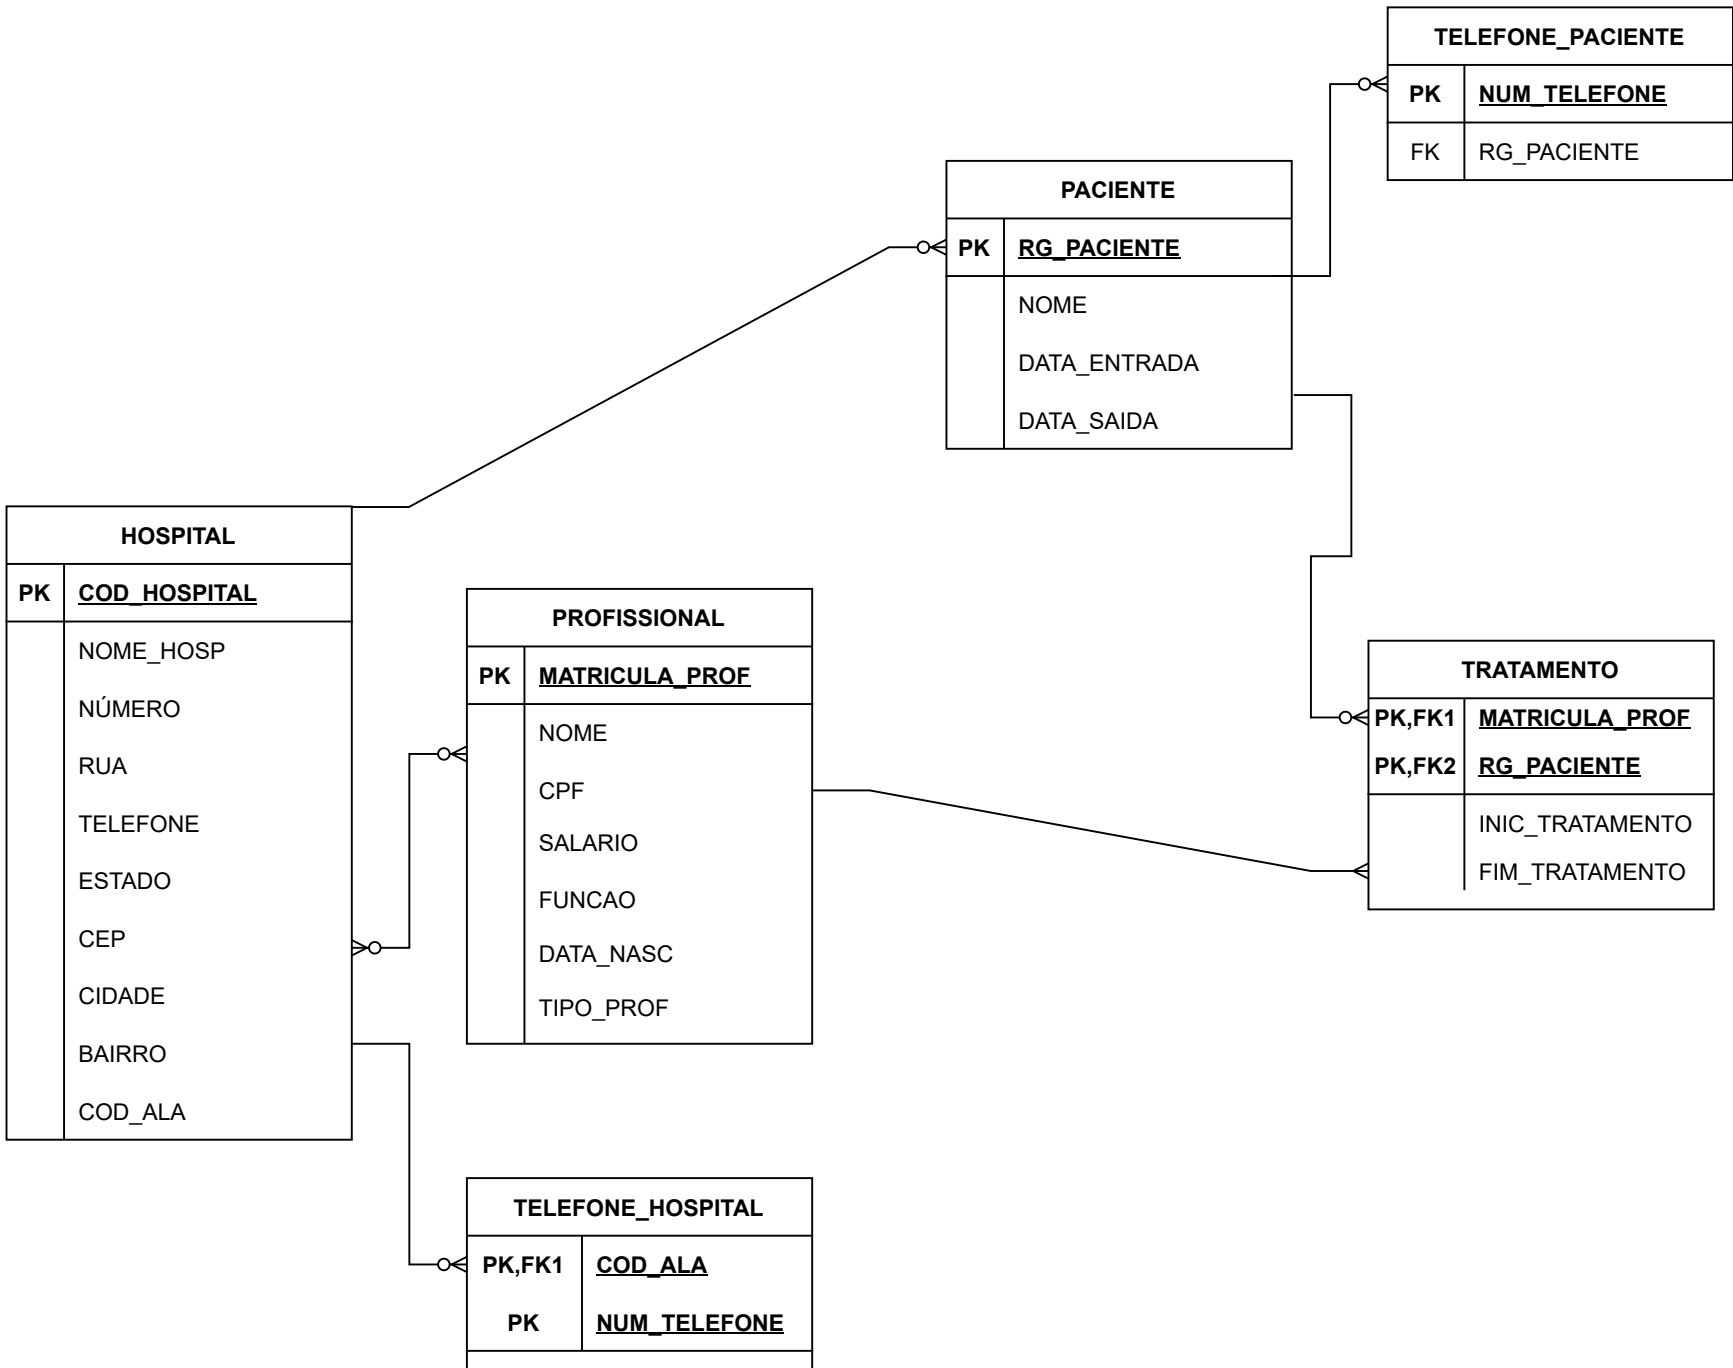 TELEFONE_PACIENTE
PK NUM_TELEFONE
FK RG_PACIENTE
PACIENTE
PK RG_PACIENTE
NOME
DATA_ENTRADA
DATA_SAIDA
HOSPITAL
PK COD_HOSPITAL
NOME_HOSP
NÚMERO
RUA
TELEFONE
ESTADO
CEP
CIDADE
BAIRRO
COD_ALA
PROFISSIONAL
PK MATRICULA_PROF
NOME
CPF
SALARIO
FUNCAO
DATA_NASC
TIPO_PROF
TRATAMENTO
PK,FK1 MATRICULA_PROF
PK,FK2 RG_PACIENTE
INIC_TRATAMENTO
FIM_TRATAMENTO
TELEFONE_HOSPITAL
PK,FK1 COD_ALA
PK NUM_TELEFONE